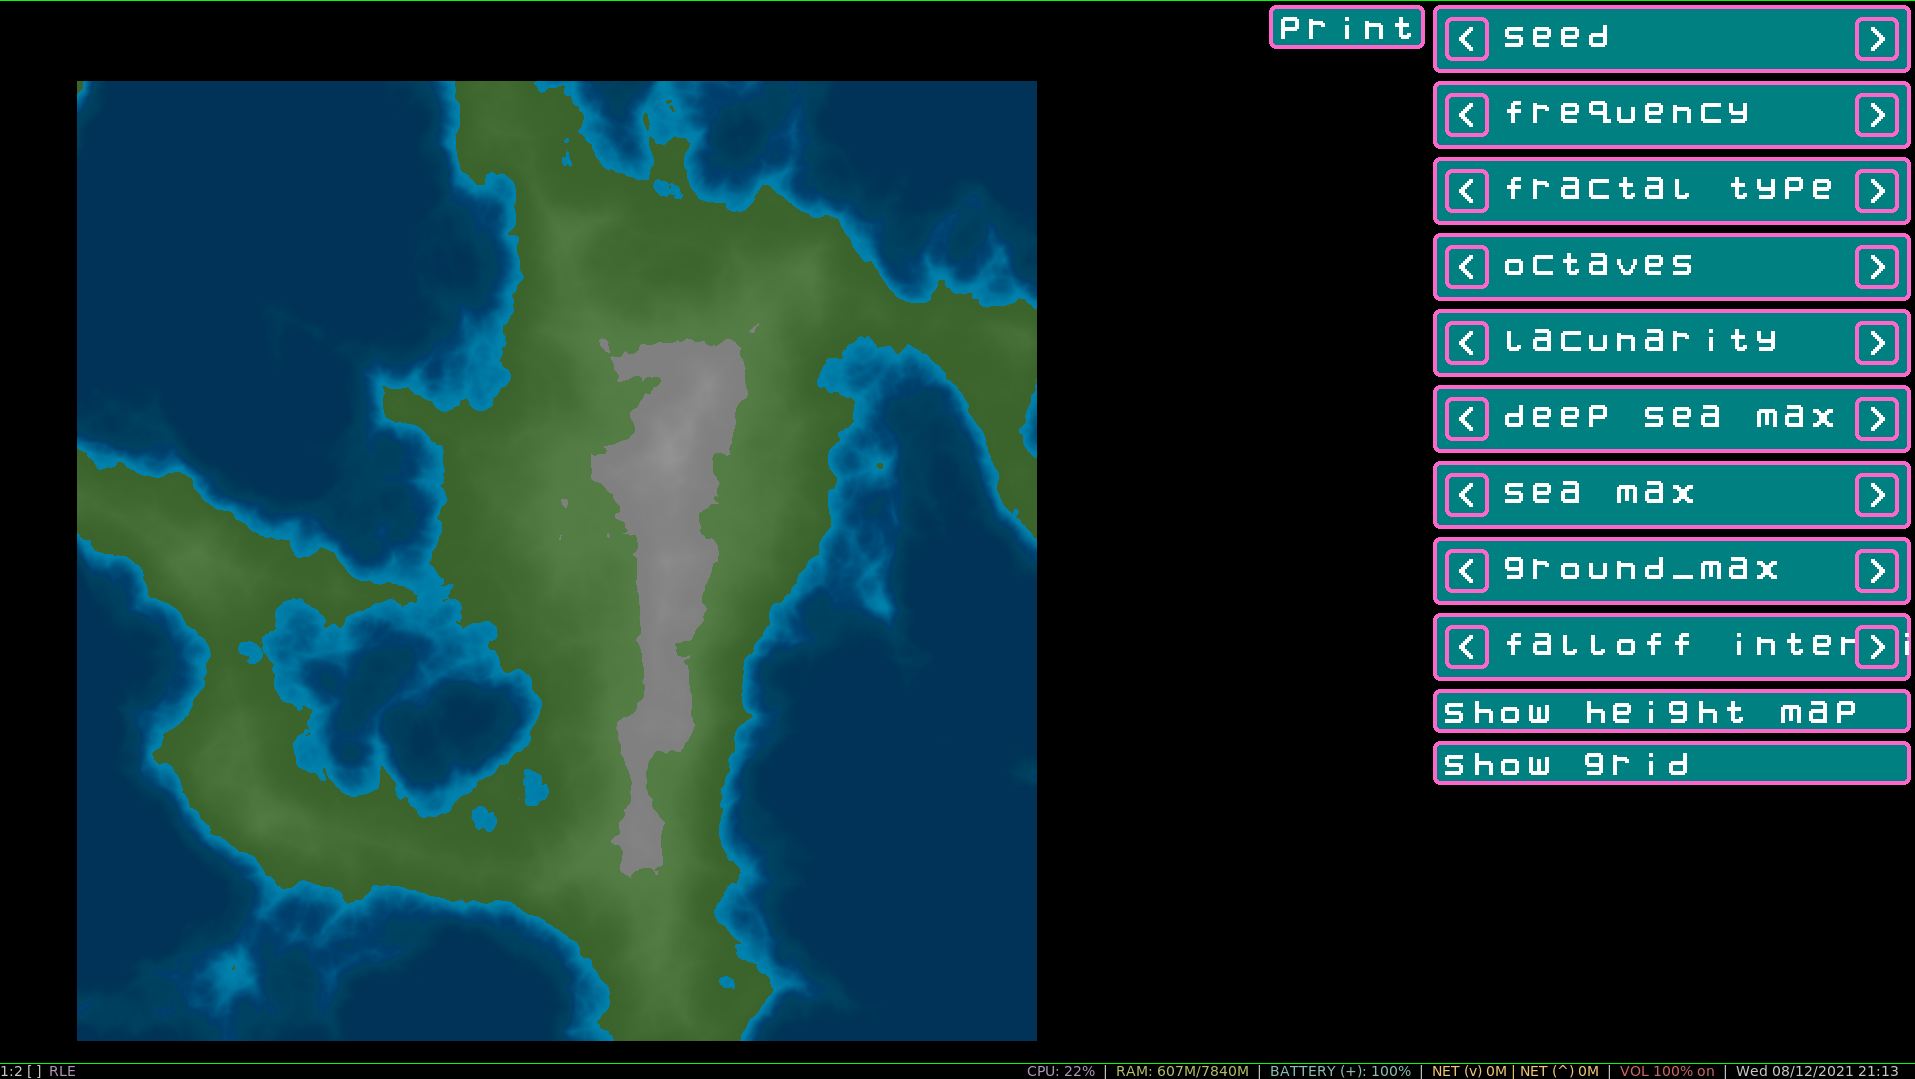 Print
< seed >
< frequency >
< fractal type >
< octaves >
< lacunarity >
< deep sea max >
< sea max >
< ground_max >
< falloff inter >
show height map
show grid
1:2 [ ] RLE CPU: 22% | RAM: 607M/7840M | BATTERY (+): 100% | NET (v) 0M | NET (^) 0M | VOL 100% on | Wed 08/12/2021 21:13